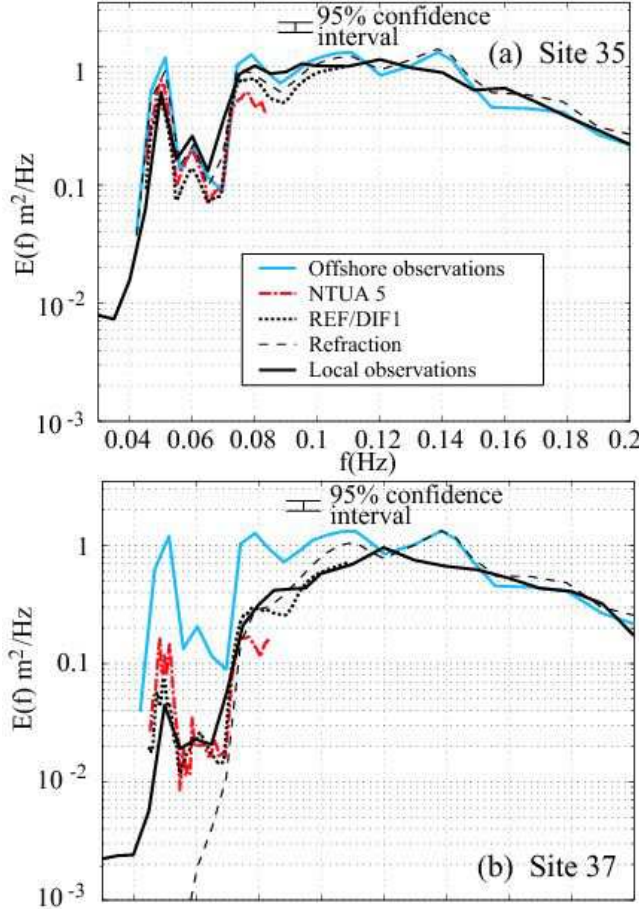 95% confidence
interval
(a) Site 35
E(f) m²/Hz
1
0.1
10⁻²
10⁻³
Offshore observations
NTUA 5
REF/DIF1
Refraction
Local observations
0.04 0.06 0.08 0.1 0.12 0.14 0.16 0.18 0.2
f(Hz)
95% confidence
interval
E(f) m²/Hz
1
0.1
10⁻²
10⁻³
(b) Site 37